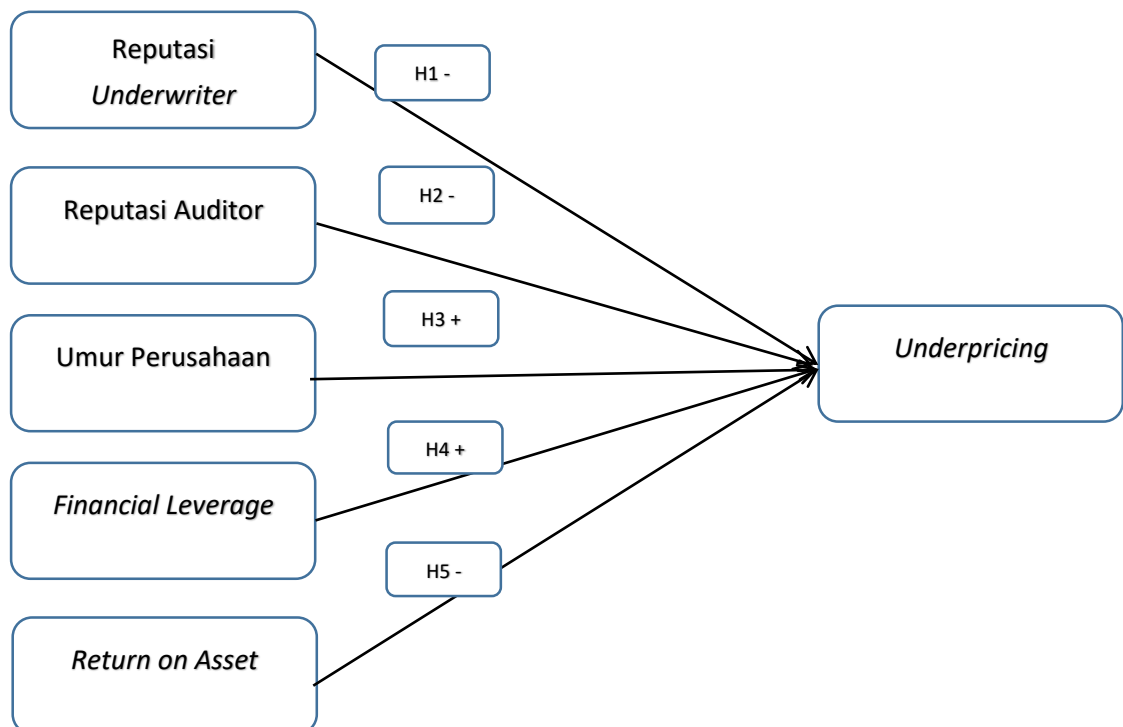 Reputasi
Underwriter
H1 -
Reputasi Auditor
H2 -
Umur Perusahaan
H3 +
Financial Leverage
H4 +
Return on Asset
H5 -
Underpricing